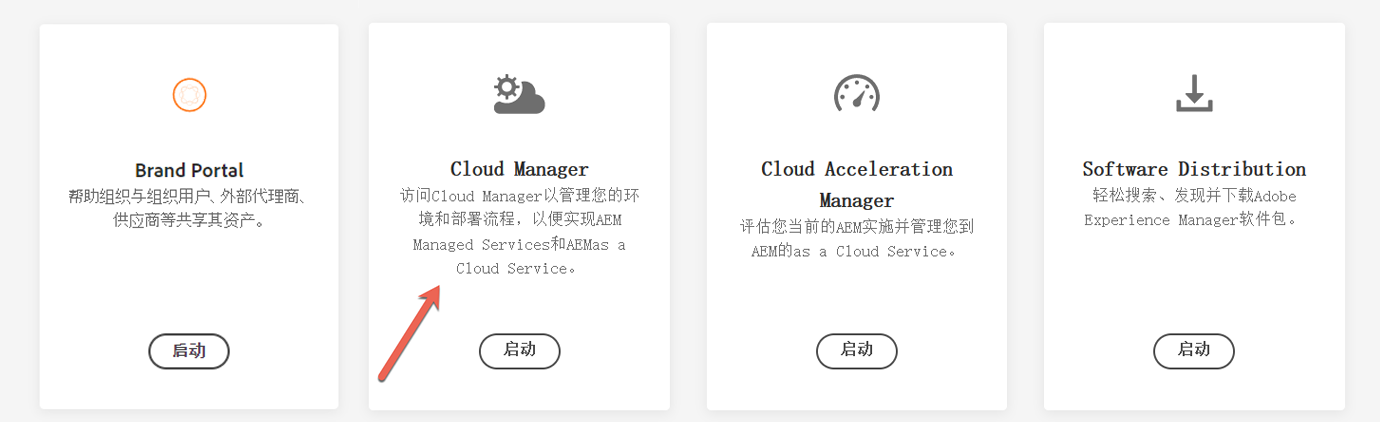 Brand Portal
帮助组织与组织用户、外部代理商、
供应商等共享其资产。
启动
Cloud Manager
访问Cloud Manager以管理您的环
境和部署流程，以便实现AEM
Managed Services和AEMas a
Cloud Service。
启动
Cloud Acceleration
Manager
评估您当前的AEM实施并管理您到
AEM的as a Cloud Service。
启动
Software Distribution
轻松搜索、发现并下载Adobe
Experience Manager软件包。
启动